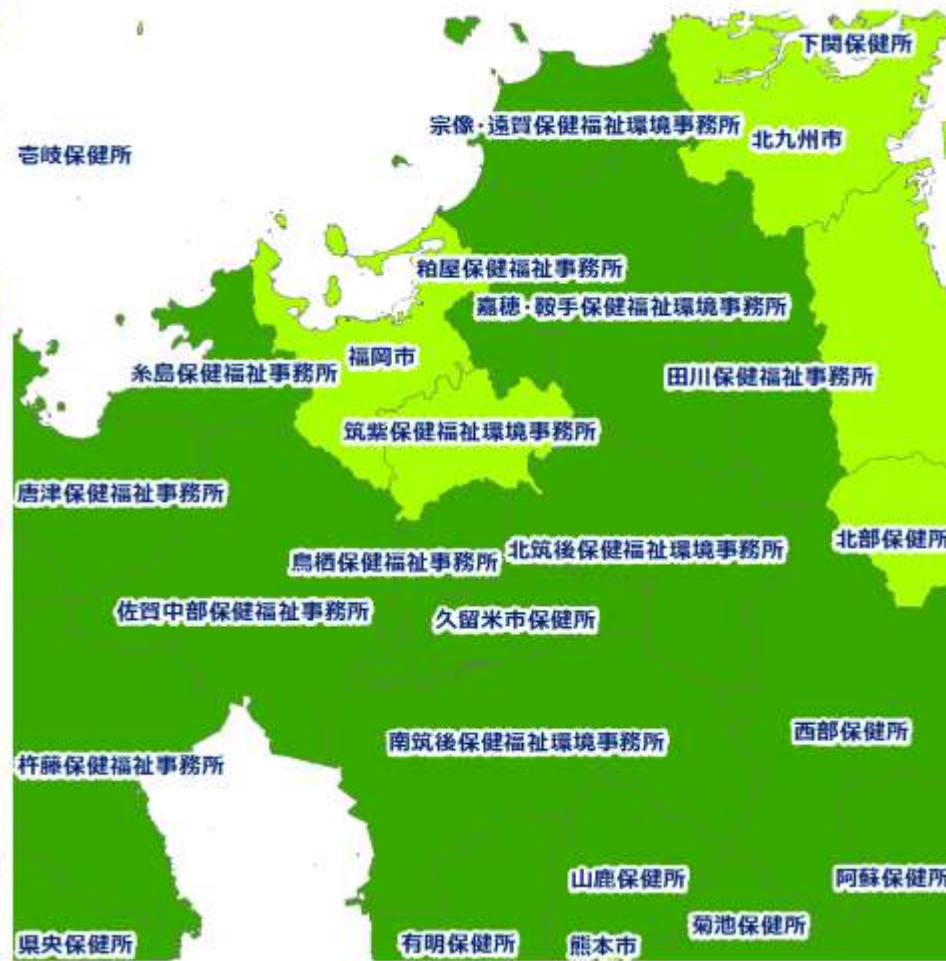 下関保健所
宗像・遠賀保健福祉環境事務所
北九州市
壱岐保健所
粕屋保健福祉事務所
嘉穂・鞍手保健福祉環境事務所
福岡市
糸島保健福祉事務所
田川保健福祉事務所
筑紫保健福祉環境事務所
唐津保健福祉事務所
北部保健所
北筑後保健福祉環境事務所
鳥栖保健福祉事務所
佐賀中部保健福祉事務所
久留米市保健所
西部保健所
南筑後保健福祉環境事務所
杵藤保健福祉事務所
山鹿保健所
阿蘇保健所
菊池保健所
県央保健所
有明保健所
熊本市